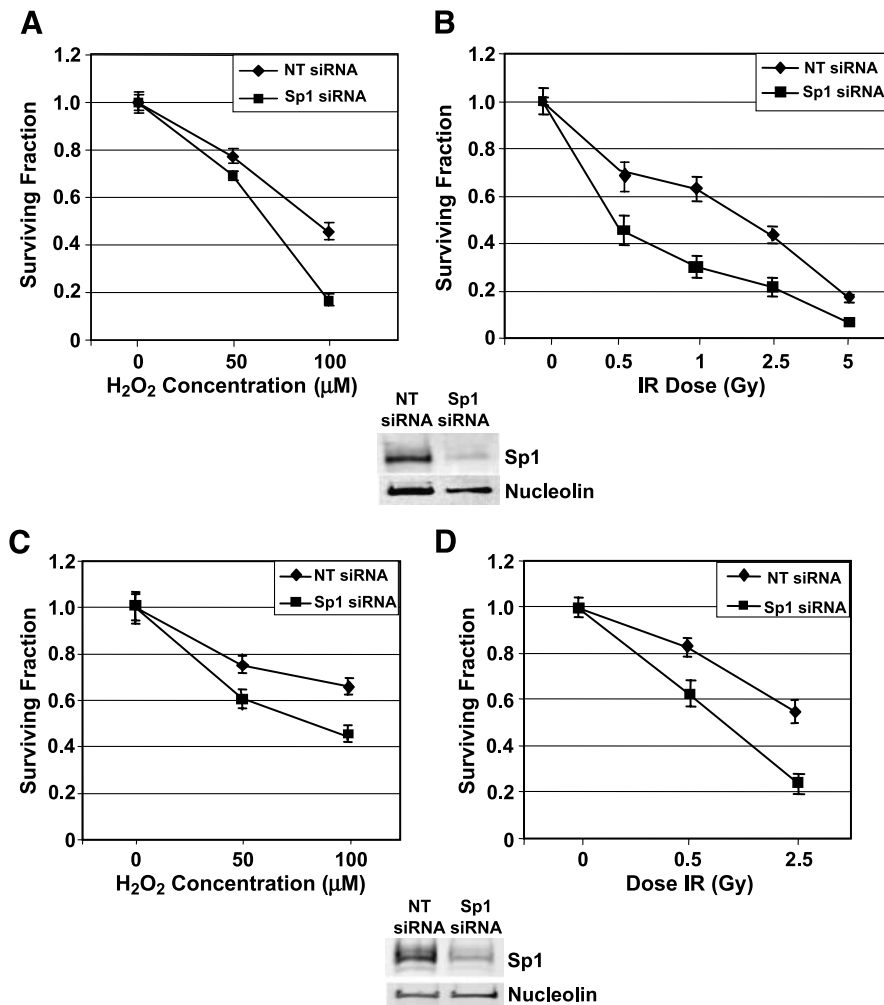 A
1.2
1.0
0.8
0.6
0.4
0.2
0
Surviving Fraction
NT siRNA
Sp1 siRNA
0 50 100
H₂O₂ Concentration (μM)
B
1.2
1.0
0.8
0.6
0.4
0.2
0
Surviving Fraction
NT siRNA
Sp1 siRNA
0 0.5 1 2.5 5
IR Dose (Gy)
NT Sp1
siRNA siRNA
Sp1
Nucleolin
C
1.2
1.0
0.8
0.6
0.4
0.2
0
Surviving Fraction
NT siRNA
Sp1 siRNA
0 50 100
H₂O₂ Concentration (μM)
D
1.2
1.0
0.8
0.6
0.4
0.2
0
Surviving Fraction
NT siRNA
Sp1 siRNA
0 0.5 2.5
Dose IR (Gy)
NT Sp1
siRNA siRNA
Sp1
Nucleolin